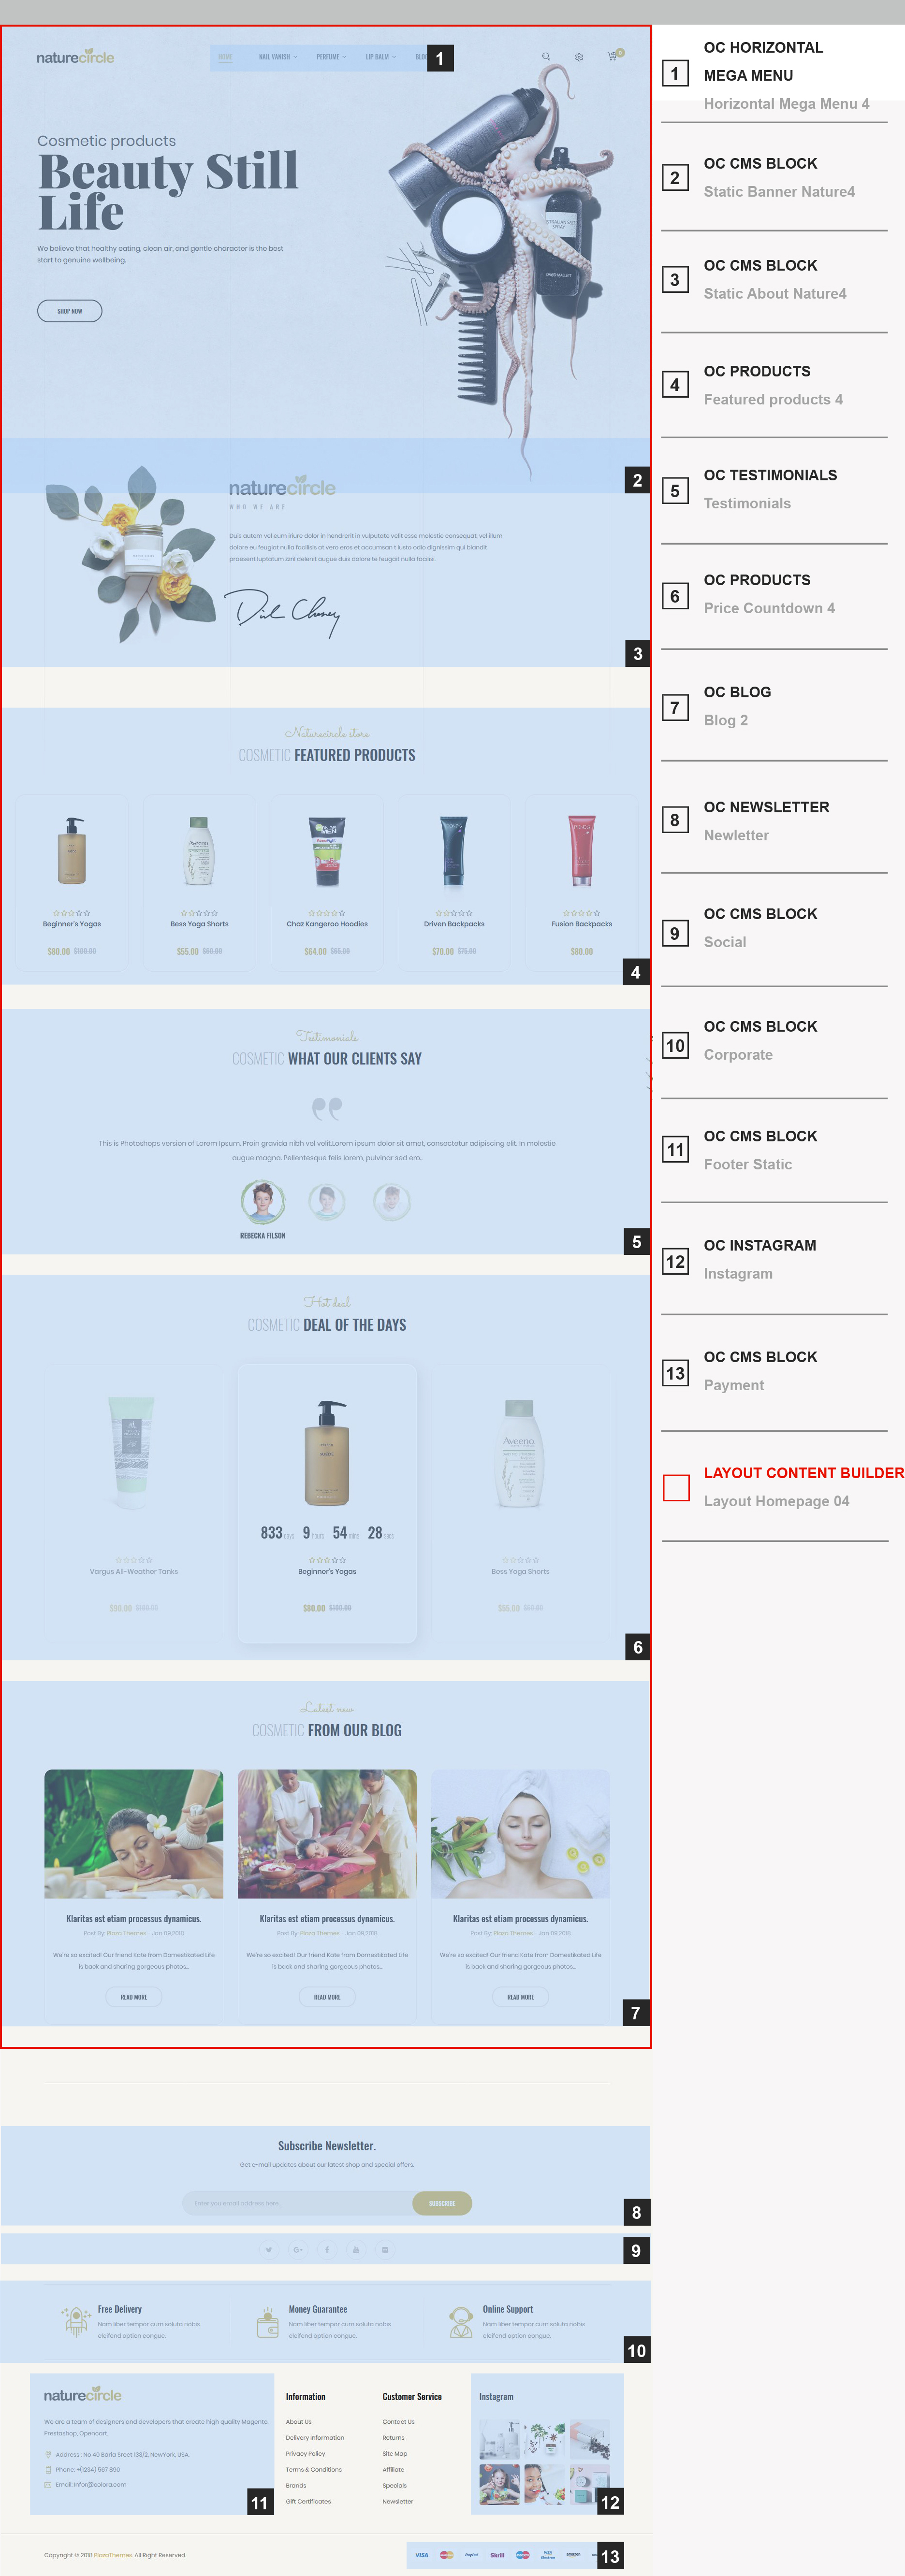 naturecircle
HOME NAIL VANISH PERFUME LIP BALM BLOG
1
0
Cosmetic products
Beauty Still
Life
We believe that healthy eating, clean air, and gentle character is the best
start to genuine wellbeing.
SHOP NOW
2
naturecircle
WHO WE ARE
Duis autem vel eum iriure dolor in hendrerit in vulputate velit esse molestie consequat, vel illum
dolore eu feugiat nulla facilisis at vero eros et accumsan t iusto odio dignissim qui blandit
praesent luptatum zzril delenit augue duis dolore te feugait nulla facilisi.
3
Naturecircle store
COSMETIC FEATURED PRODUCTS
Aveeno
MEN
Beginner's Yogas
Bess Yoga Shorts
Chaz Kangeroo Hoodies
Driven Backpacks
Fusion Backpacks
$80.00 $100.00
$55.00 $60.00
$64.00 $65.00
$70.00 $75.00
$80.00
4
Testimonials
COSMETIC WHAT OUR CLIENTS SAY
This is Photoshops version of Lorem Ipsum. Proin gravida nibh vel velit.Lorem ipsum dolor sit amet, consectetur adipiscing elit. In molestie
augue magna. Pellentesque felis lorem, pulvinar sed ero..
REBECKA FILSON
5
Hot deal
COSMETIC DEAL OF THE DAYS
Aveeno
833 DAYS 9 HOURS 54 MINS 28 SECS
Vargus All-Weather Tanks
Beginner's Yogas
Bess Yoga Shorts
$90.00 $100.00
$80.00 $100.00
$55.00 $60.00
6
Latest new
COSMETIC FROM OUR BLOG
Klaritas est etiam processus dynamicus.
Post By: Plaza Themes - Jan 09,2018
We're so excited! Our friend Kate from Domestikated Life
is back and sharing gorgeous photos...
READ MORE
Klaritas est etiam processus dynamicus.
Post By: Plaza Themes - Jan 09,2018
We're so excited! Our friend Kate from Domestikated Life
is back and sharing gorgeous photos...
READ MORE
Klaritas est etiam processus dynamicus.
Post By: Plaza Themes - Jan 09,2018
We're so excited! Our friend Kate from Domestikated Life
is back and sharing gorgeous photos...
READ MORE
7
Subscribe Newsletter.
Get e-mail updates about our latest shop and special offers.
Enter you email address here...
SUBSCRIBE
8
9
Free Delivery
Nam liber tempor cum soluta nobis
eleifend option congue.
Money Guarantee
Nam liber tempor cum soluta nobis
eleifend option congue.
Online Support
Nam liber tempor cum soluta nobis
eleifend option congue.
10
naturecircle
We are a team of designers and developers that create high quality Magento,
Prestashop, Opencart.
Address : No 40 Baria Sreet 133/2, NewYork, USA.
Phone: +(1234) 567 890
Email: infor@oslora.com
11
Information
About Us
Delivery Information
Privacy Policy
Terms & Conditions
Brands
Gift Certificates
Customer Service
Contact Us
Returns
Site Map
Affiliate
Specials
Newsletter
Instagram
12
Copyright © 2018 PlazaThemes. All Right Reserved.
VISA PayPal Skrill VISA Electron amazon
13
1
OC HORIZONTAL
MEGA MENU
Horizontal Mega Menu 4
2
OC CMS BLOCK
Static Banner Nature4
3
OC CMS BLOCK
Static About Nature4
4
OC PRODUCTS
Featured products 4
5
OC TESTIMONIALS
Testimonials
6
OC PRODUCTS
Price Countdown 4
7
OC BLOG
Blog 2
8
OC NEWSLETTER
Newletter
9
OC CMS BLOCK
Social
10
OC CMS BLOCK
Corporate
11
OC CMS BLOCK
Footer Static
12
OC INSTAGRAM
Instagram
13
OC CMS BLOCK
Payment
LAYOUT CONTENT BUILDER
Layout Homepage 04